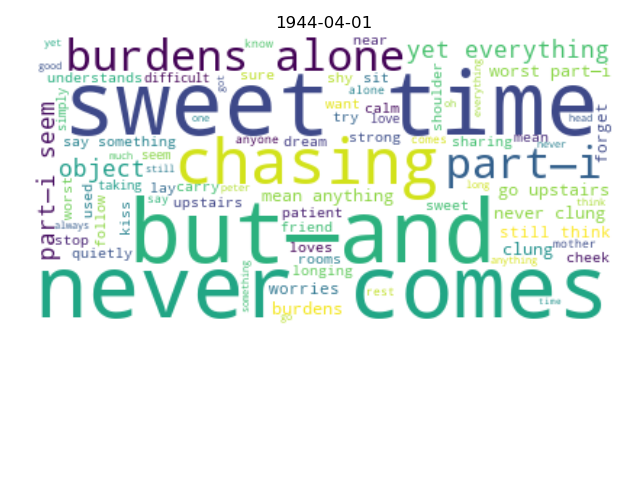 1944-04-01
yet know near
burdens alone yet everything
good understands difficult got sure shy sit worst part—i
sweet time
simply one alone want try calm love shoulder oh everything head
part—i seem say something anyone dream strong comes sharing mean never forget
much seem still chasing part—i
object
worst used taking lay carry peter long go upstairs
follow kiss say upstairs mean anything sweet think
always but—and patient never clung
friend still think
stop quietly loves clung mother
rooms anything cheek
longing
never comes
something worries rest time
burdens
go